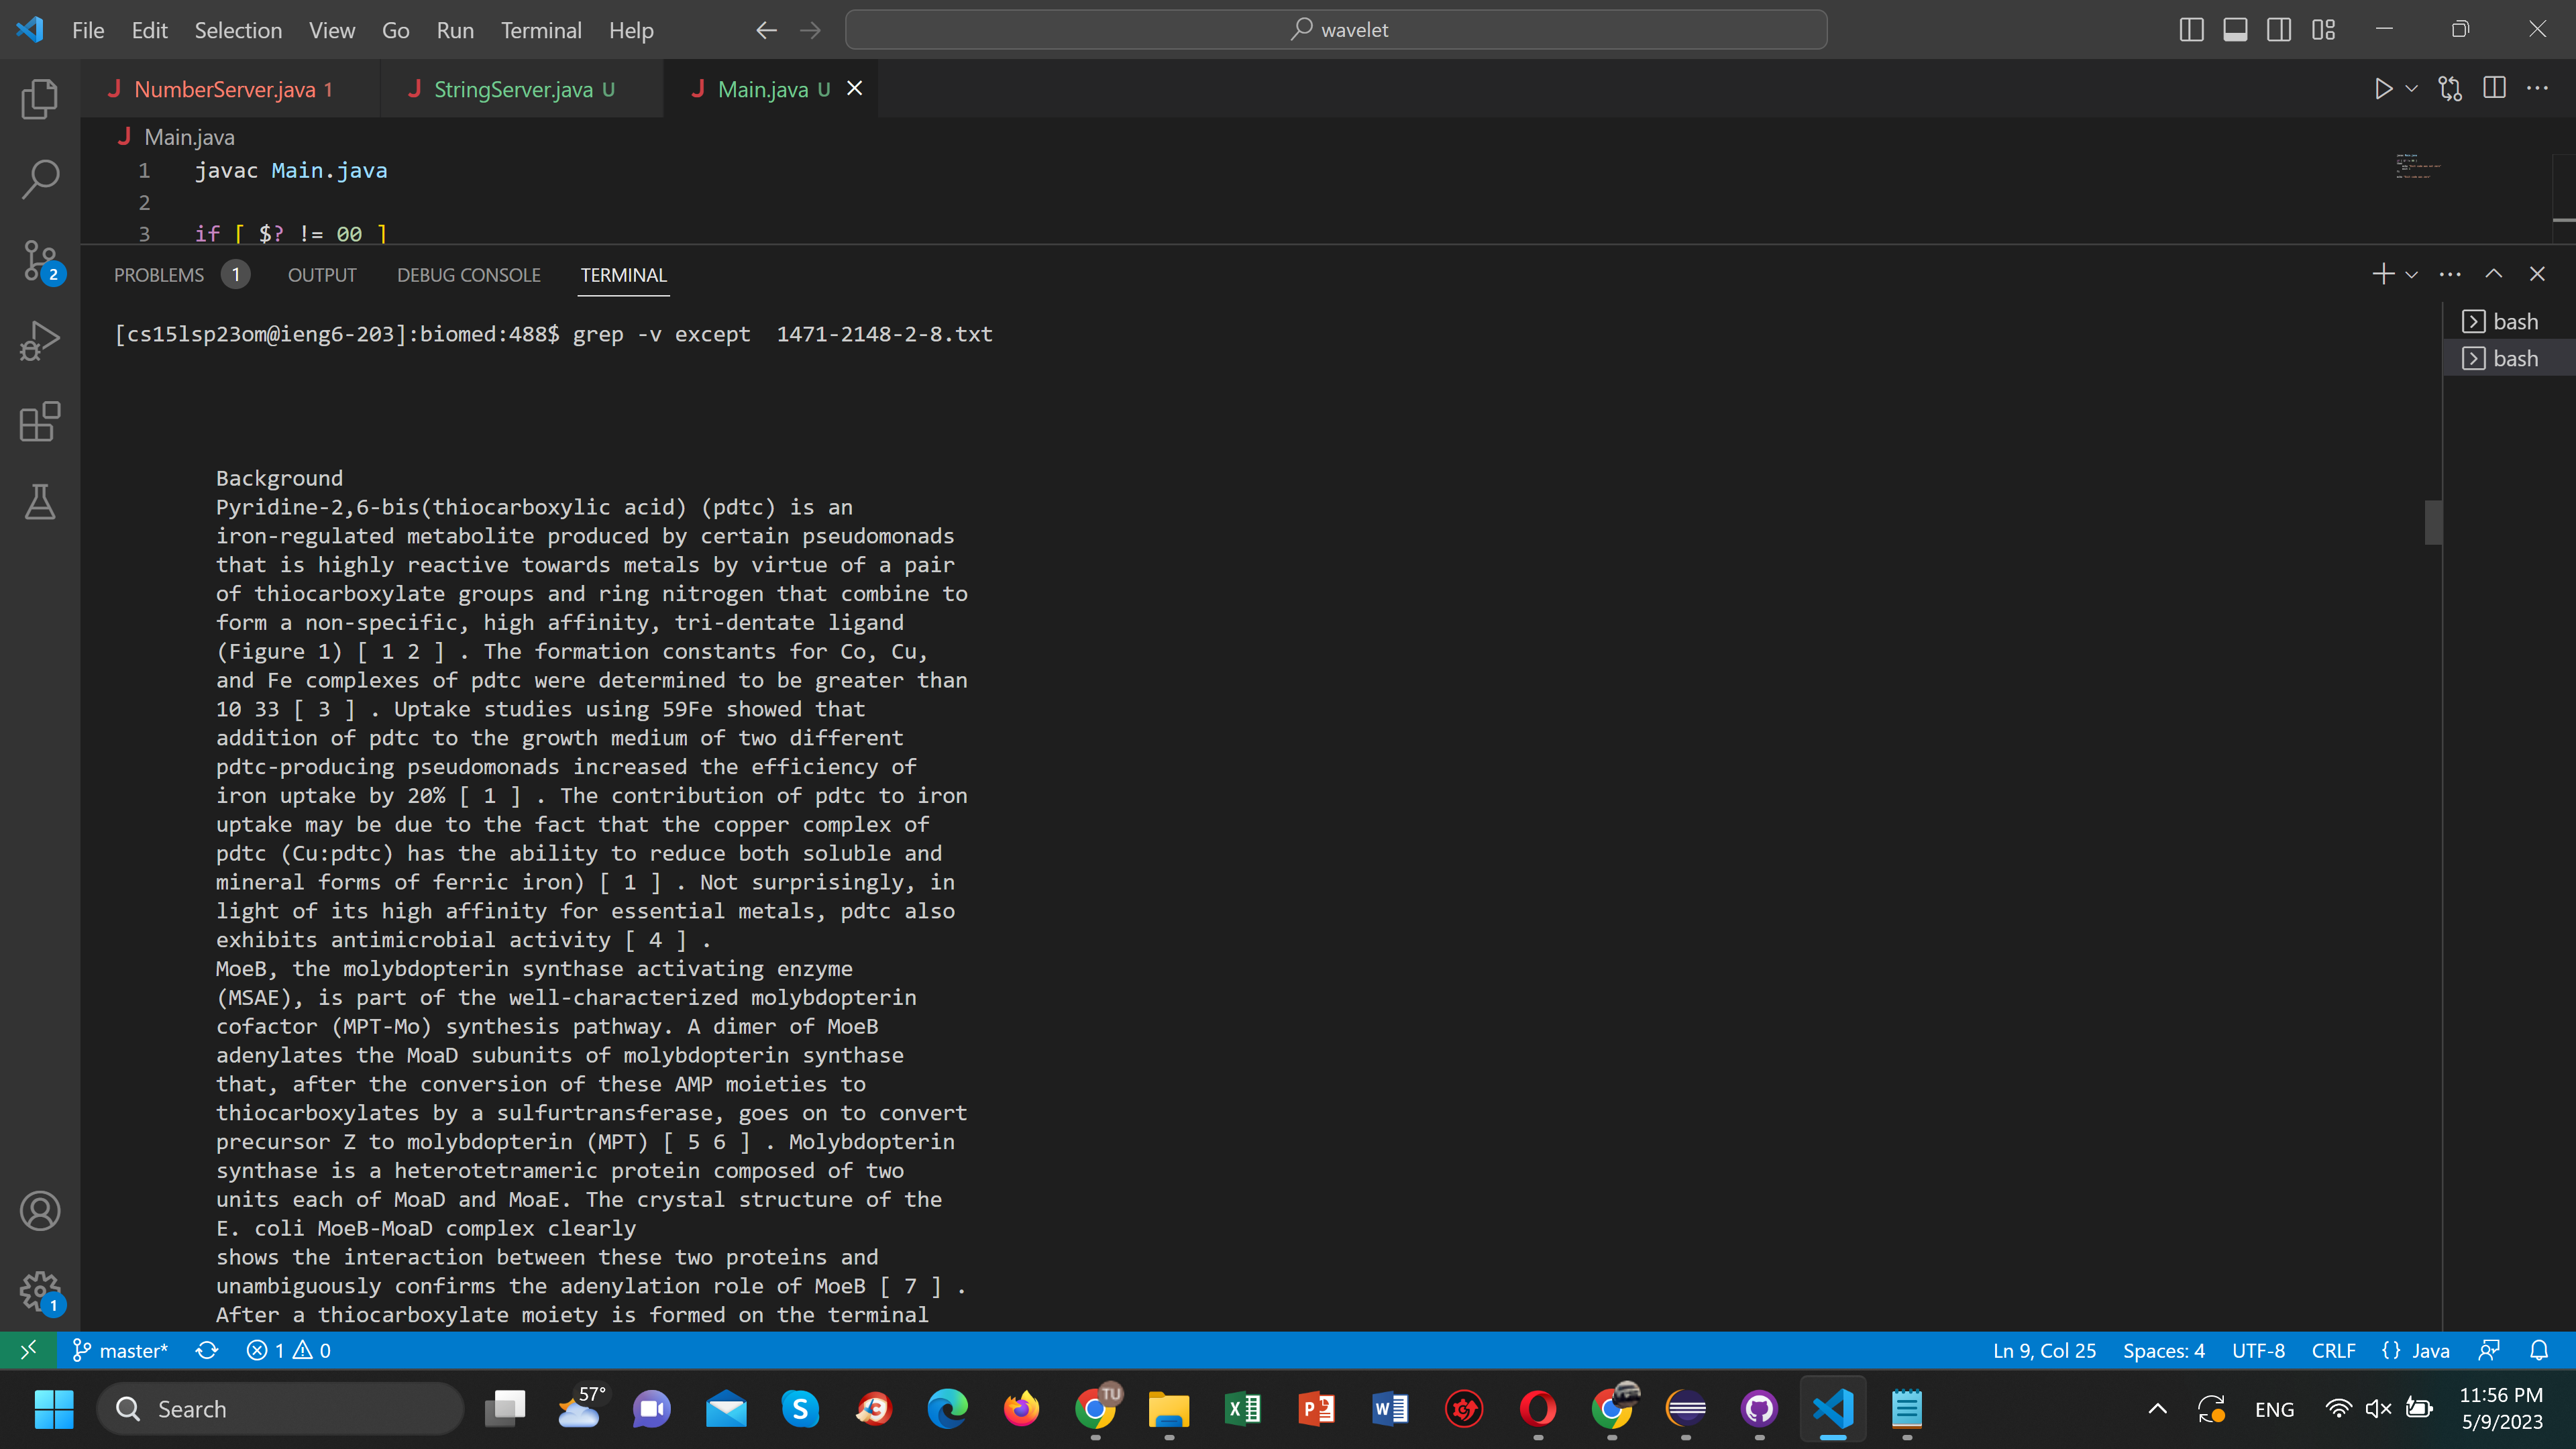 File Edit Selection View Go Run Terminal Help
wavelet
NumberServer.java 1
StringServer.java U
Main.java U
Main.java
1 javac Main.java
2
3 if [ $? != 00 ]
PROBLEMS 1 OUTPUT DEBUG CONSOLE TERMINAL
[cs15lsp23om@ieng6-203]:biomed:488$ grep -v except  1471-2148-2-8.txt
bash
bash
Background
Pyridine-2,6-bis(thiocarboxylic acid) (pdtc) is an
iron-regulated metabolite produced by certain pseudomonads
that is highly reactive towards metals by virtue of a pair
of thiocarboxylate groups and ring nitrogen that combine to
form a non-specific, high affinity, tri-dentate ligand
(Figure 1) [ 1 2 ] . The formation constants for Co, Cu,
and Fe complexes of pdtc were determined to be greater than
10 33 [ 3 ] . Uptake studies using 59Fe showed that
addition of pdtc to the growth medium of two different
pdtc-producing pseudomonads increased the efficiency of
iron uptake by 20% [ 1 ] . The contribution of pdtc to iron
uptake may be due to the fact that the copper complex of
pdtc (Cu:pdtc) has the ability to reduce both soluble and
mineral forms of ferric iron) [ 1 ] . Not surprisingly, in
light of its high affinity for essential metals, pdtc also
exhibits antimicrobial activity [ 4 ] .
MoeB, the molybdopterin synthase activating enzyme
(MSAE), is part of the well-characterized molybdopterin
cofactor (MPT-Mo) synthesis pathway. A dimer of MoeB
adenylates the MoaD subunits of molybdopterin synthase
that, after the conversion of these AMP moieties to
thiocarboxylates by a sulfurtransferase, goes on to convert
precursor Z to molybdopterin (MPT) [ 5 6 ] . Molybdopterin
synthase is a heterotetrameric protein composed of two
units each of MoaD and MoaE. The crystal structure of the
E. coli MoeB-MoaD complex clearly
shows the interaction between these two proteins and
unambiguously confirms the adenylation role of MoeB [ 7 ] .
After a thiocarboxylate moiety is formed on the terminal
2
1
master* 1 0
Ln 9, Col 25 Spaces: 4 UTF-8 CRLF {} Java
Search
57°
TU
ENG
11:56 PM
5/9/2023